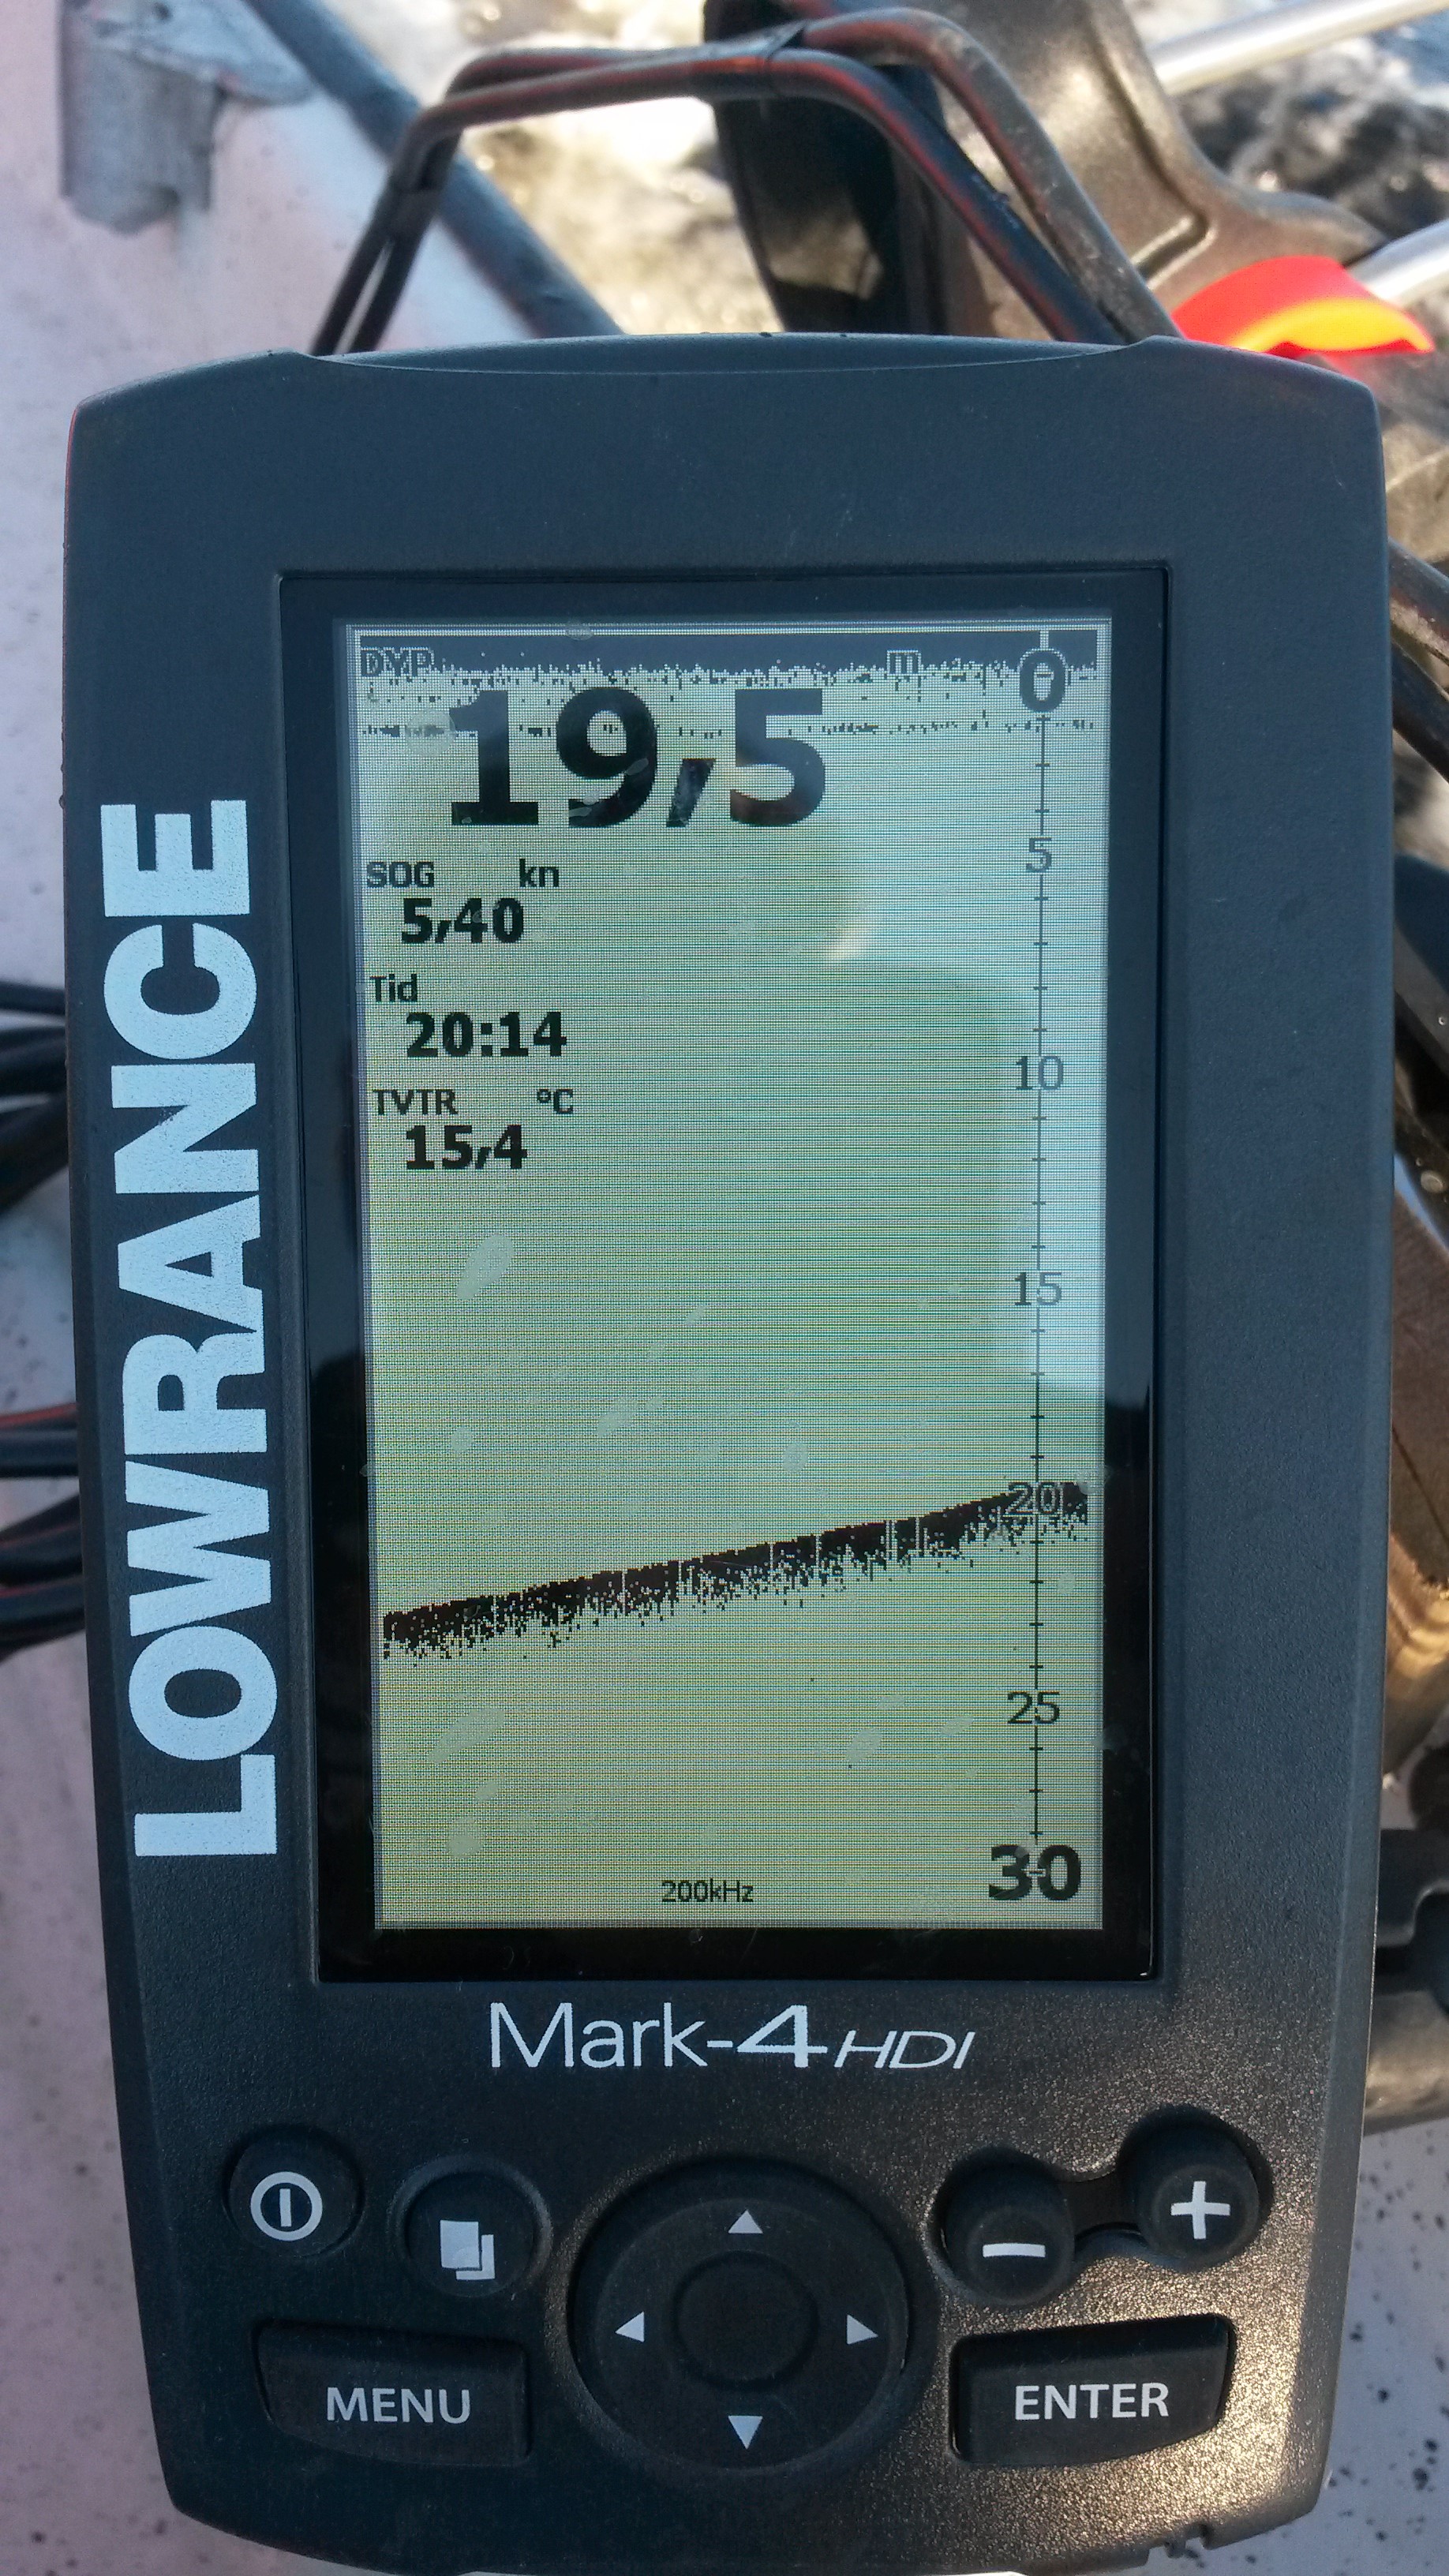 DYP m
19,5
0
SOG kn
5,40
5
Tid
20:14
10
TVTR °C
15,4
15
20
25
30
200kHz
LOWRANCE
Mark-4 HDI
MENU
ENTER